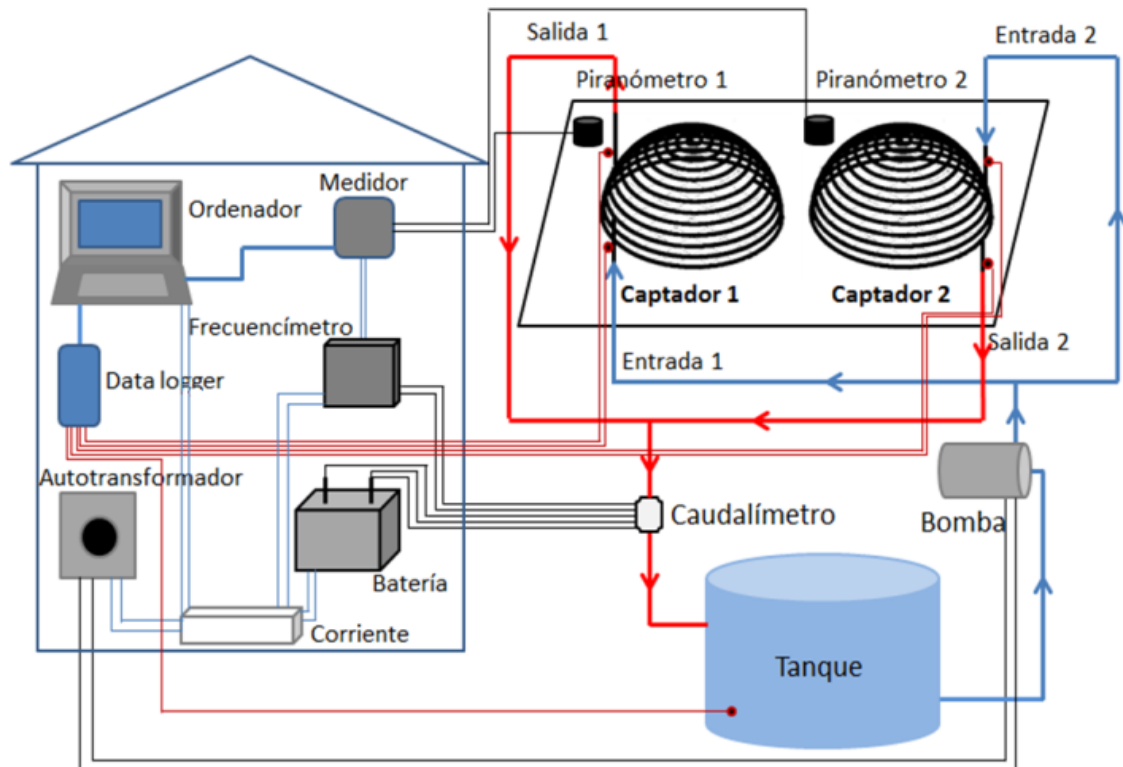 Salida 1
Entrada 2
Piranómetro 1
Piranómetro 2
Medidor
Ordenador
Captador 1
Captador 2
Frecuencímetro
Salida 2
Entrada 1
Data logger
Autotransformador
Caudalímetro
Bomba
Batería
Corriente
Tanque